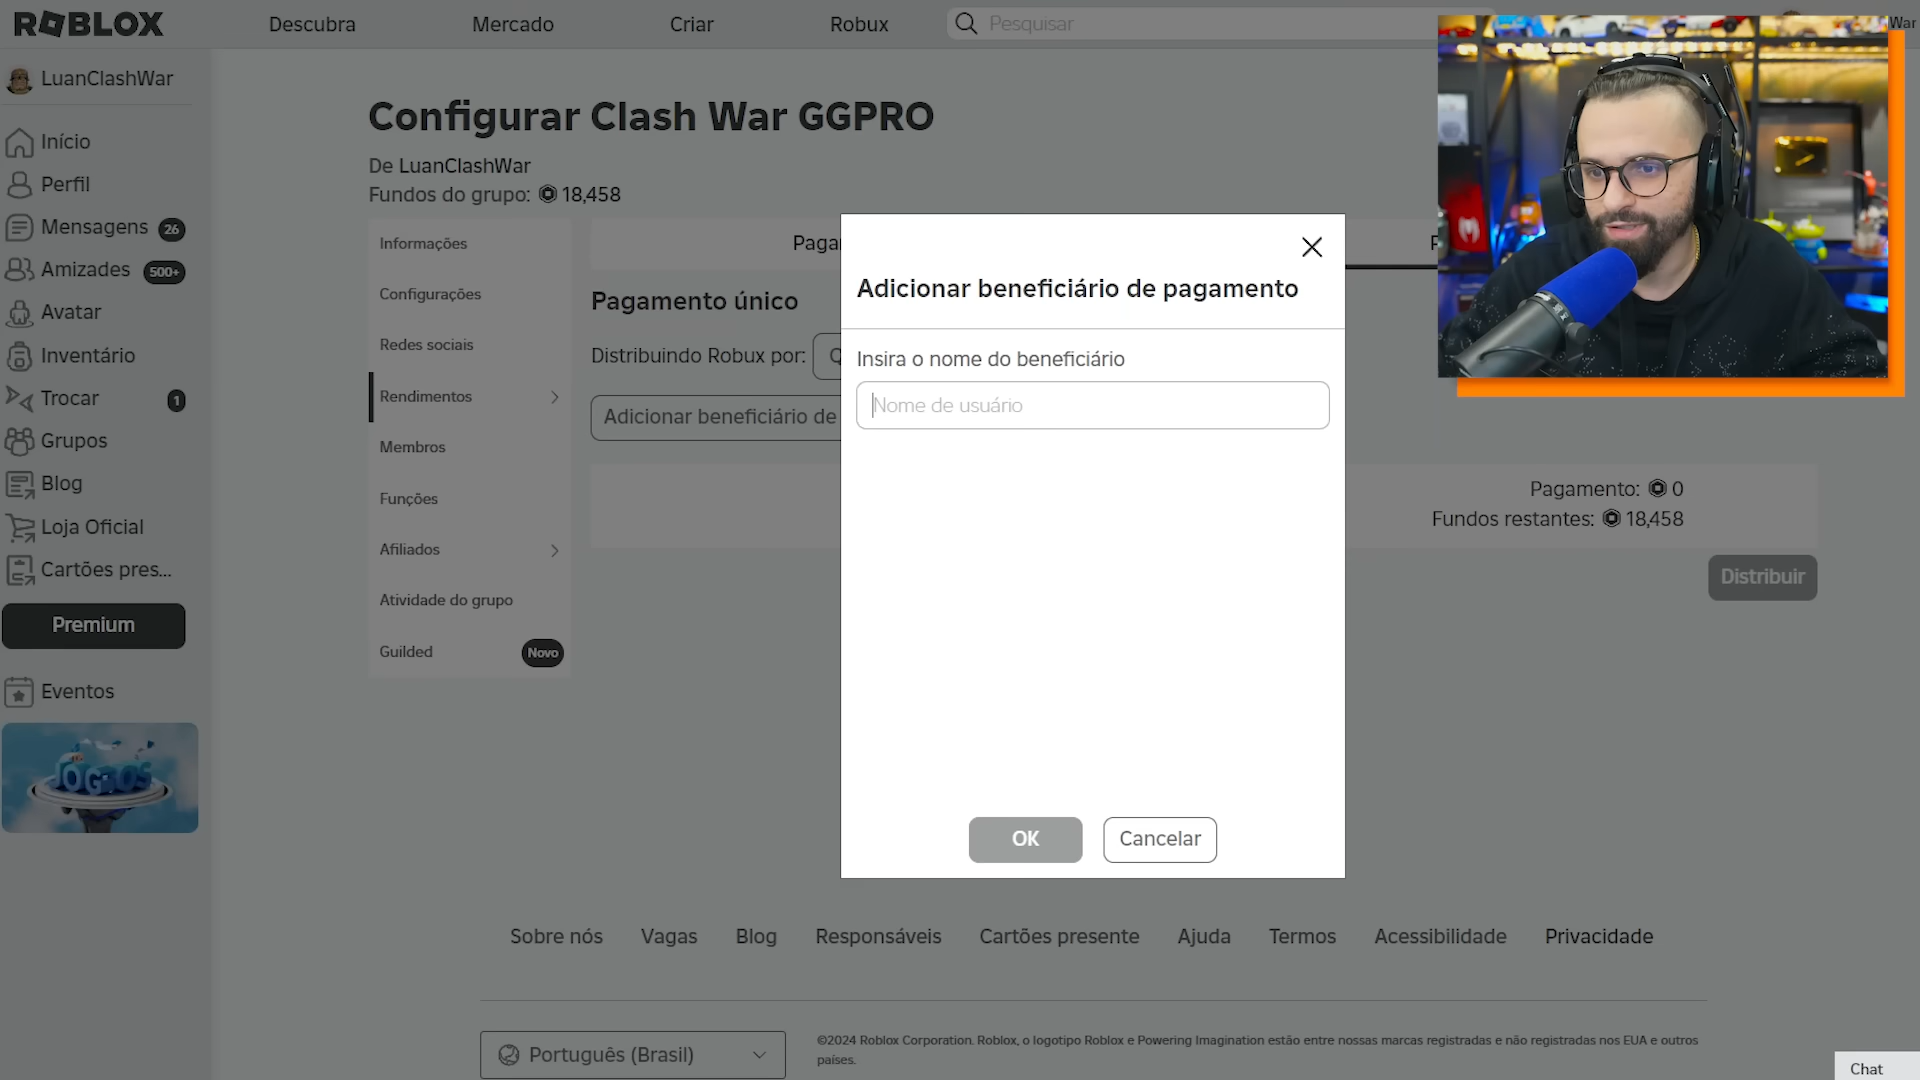 ROBLOX
Descubra
Mercado
Criar
Robux
Pesquisar
War
LuanClashWar
Início
Perfil
Mensagens 26
Amizades 500+
Avatar
Inventário
Trocar 1
Grupos
Blog
Loja Oficial
Cartões pres...
Premium
Eventos
JOGOS
Configurar Clash War GGPRO
De LuanClashWar
Fundos do grupo: 18,458
Informações
Configurações
Redes sociais
Rendimentos
Membros
Funções
Afiliados
Atividade do grupo
Guilded Novo
Pagar
Pagamento único
Distribuindo Robux por:
Adicionar beneficiário de
Adicionar beneficiário de pagamento
Insira o nome do beneficiário
Nome de usuário
OK
Cancelar
Pagamento: 0
Fundos restantes: 18,458
Distribuir
Sobre nós
Vagas
Blog
Responsáveis
Cartões presente
Ajuda
Termos
Acessibilidade
Privacidade
Português (Brasil)
©2024 Roblox Corporation. Roblox, o logotipo Roblox e Powering Imagination estão entre nossas marcas registradas e não registradas nos EUA e outros
países.
Chat